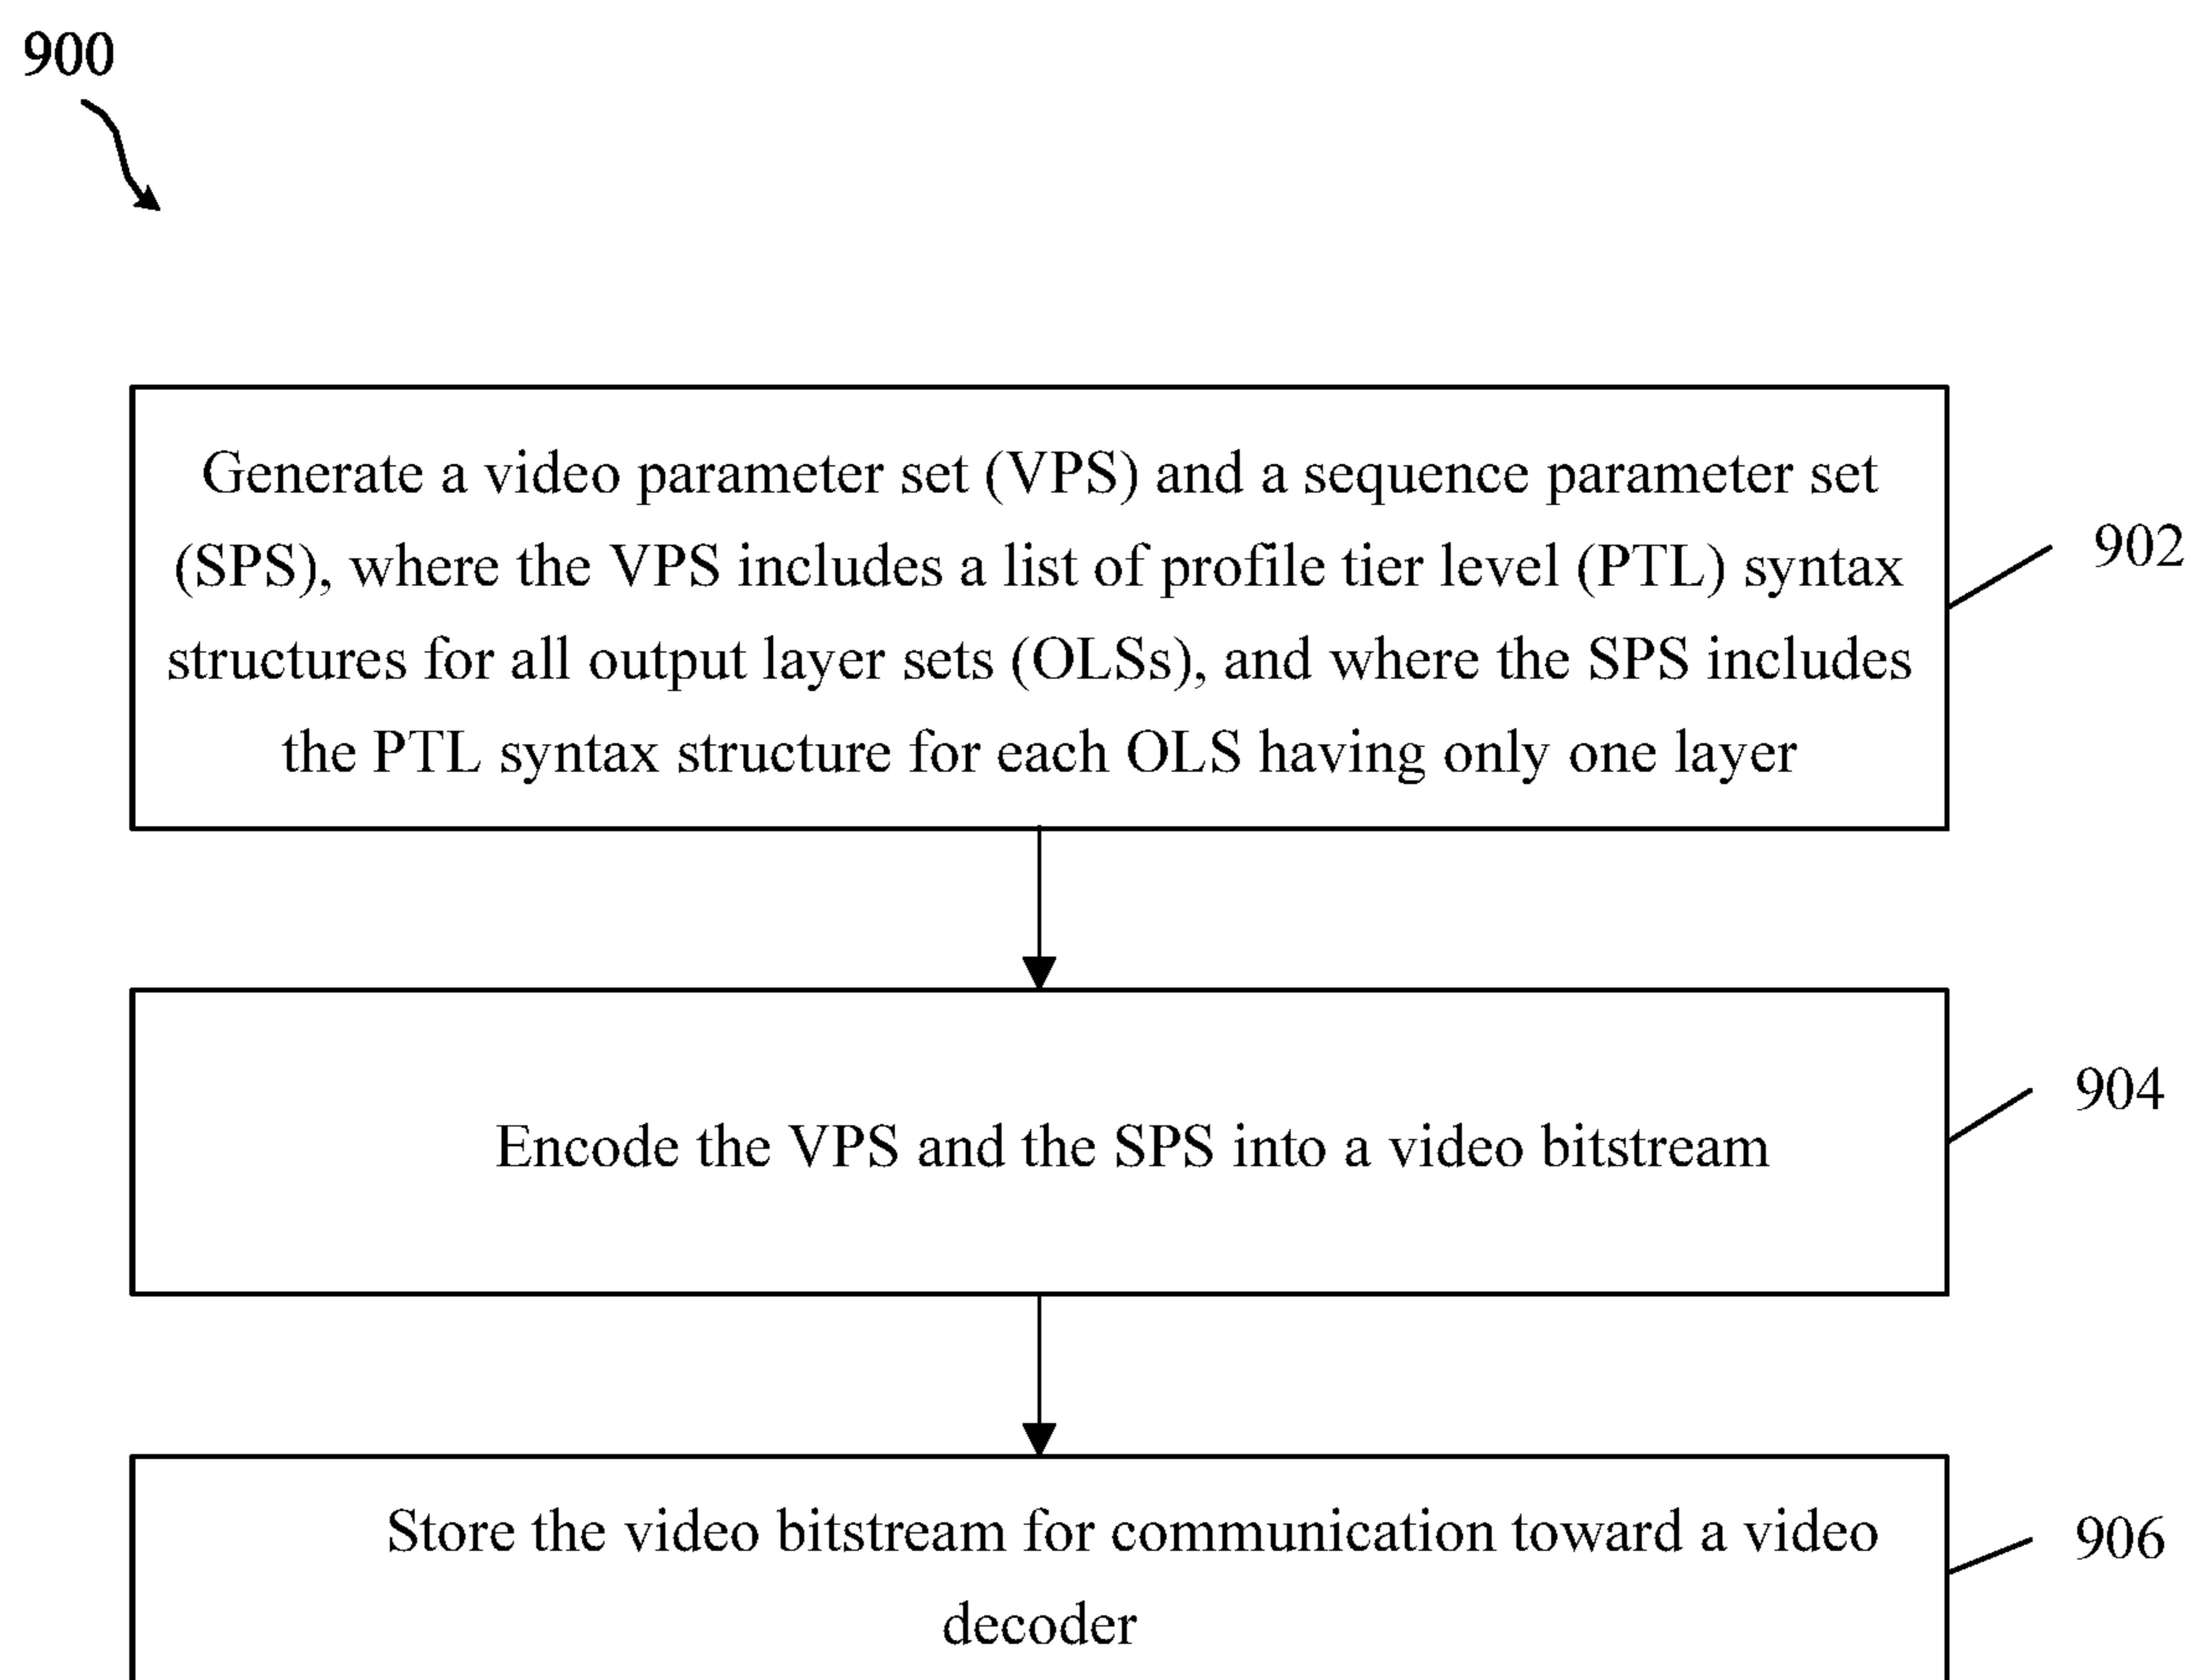 900
Generate a video parameter set (VPS) and a sequence parameter set
(SPS), where the VPS includes a list of profile tier level (PTL) syntax
structures for all output layer sets (OLSs), and where the SPS includes
the PTL syntax structure for each OLS having only one layer
902
Encode the VPS and the SPS into a video bitstream
904
Store the video bitstream for communication toward a video
decoder
906